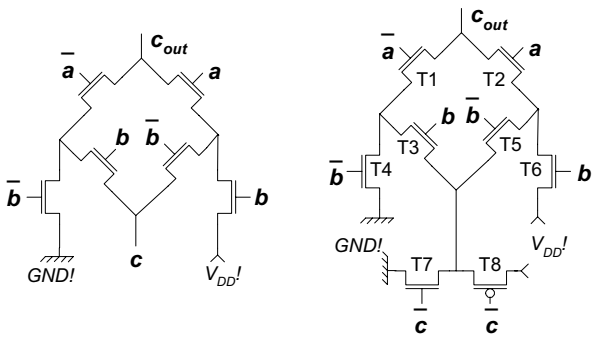 c_out
a̅
a
b
b̅
b̅
b
GND!
c
V_DD!
c_out
a̅
a
T1
T2
b
b̅
T3
T5
b̅
T4
T6
b
GND!
V_DD!
T7
T8
c̅
c̅